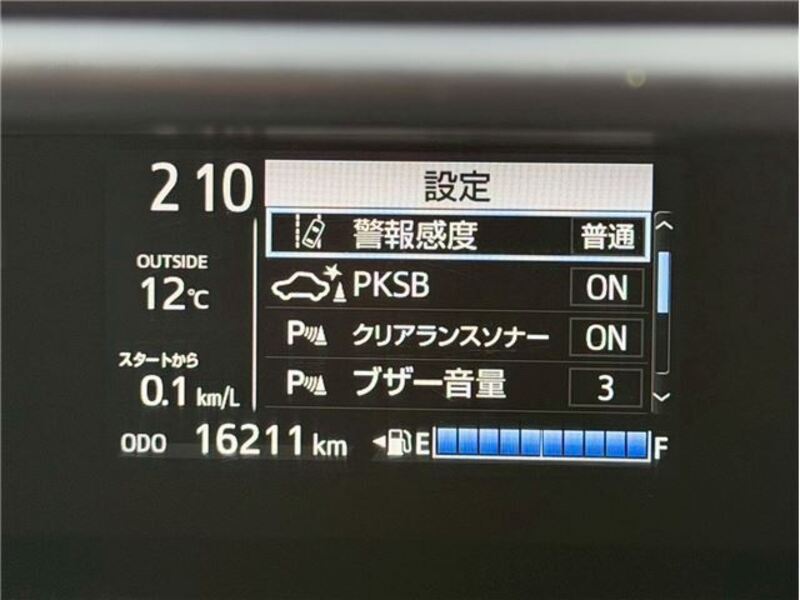 2 10
設定
警報感度 普通
OUTSIDE
12℃
PKSB ON
P クリアランスソナー ON
スタートから
0.1 km/L
P ブザー音量 3
ODO 16211 km
E F